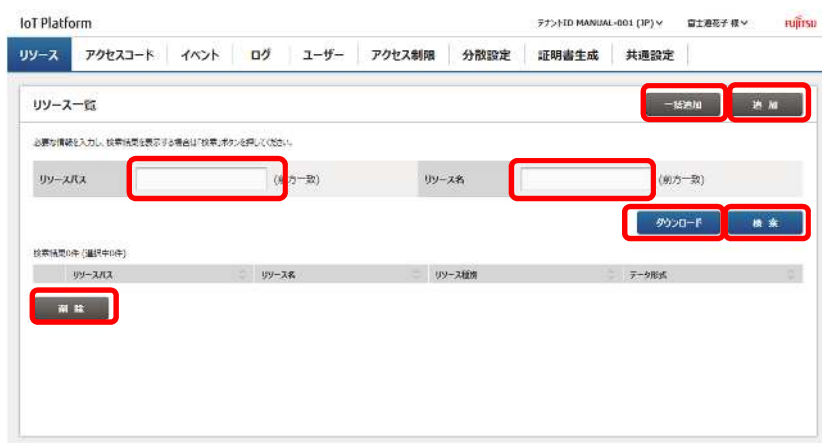 IoT Platform
テナントID MANUAL-001 (JP) 富士通花子 様 FUJITSU
リソース アクセスコード イベント ログ ユーザー アクセス制限 分散設定 証明書生成 共通設定
リソース一覧 一括追加 追 加
必要な情報を入力し、検索結果を表示する場合は「検索」ボタンを押してください。
リソースパス (前方一致) リソース名 (前方一致)
ダウンロード 検 索
検索結果0件 (選択中0件)
リソースパス リソース名 リソース種別 データ形式
削 除